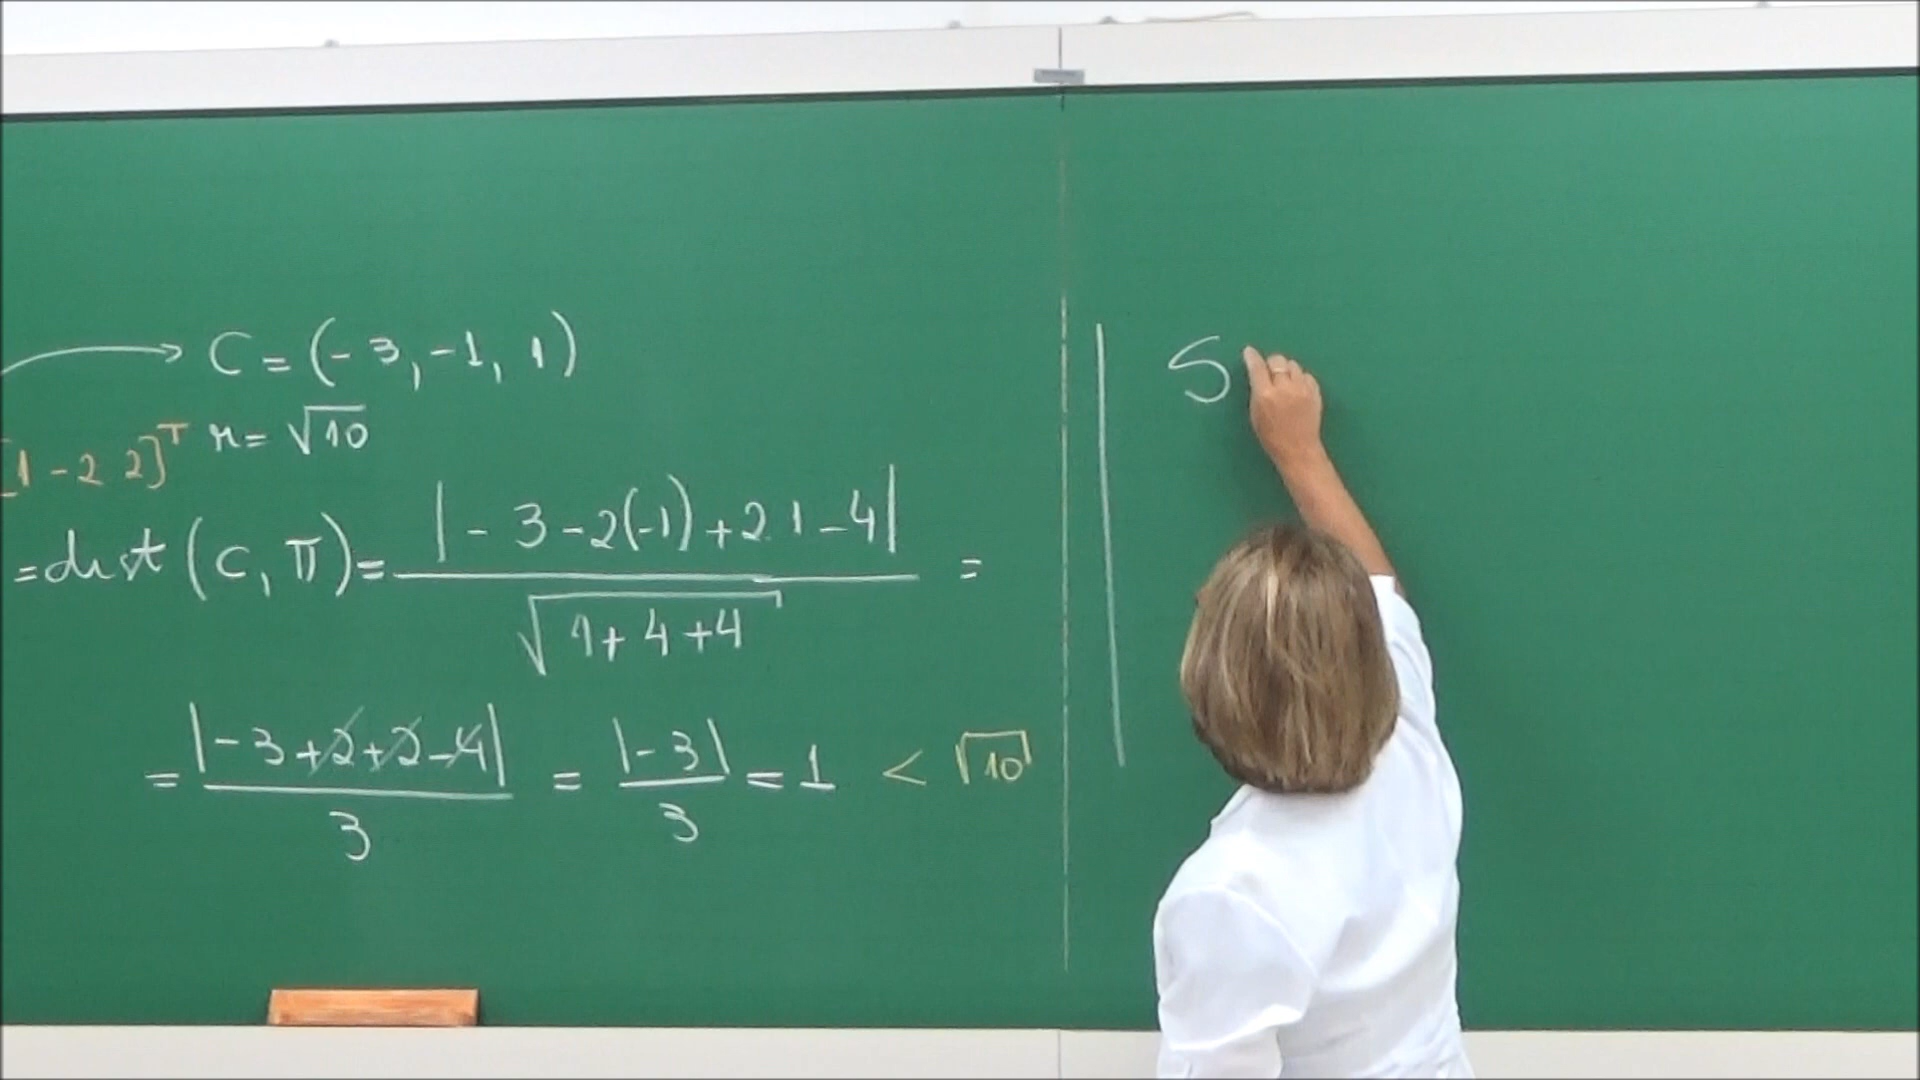 C = (-3, -1, 1)
[1 -2 2]ᵀ r = √10
= dist (C, π) = |-3-2(-1)+2.1-4| / √(1+4+4) =
= |-3+2+2-4| / 3 = |-3| / 3 = 1 < √10
S